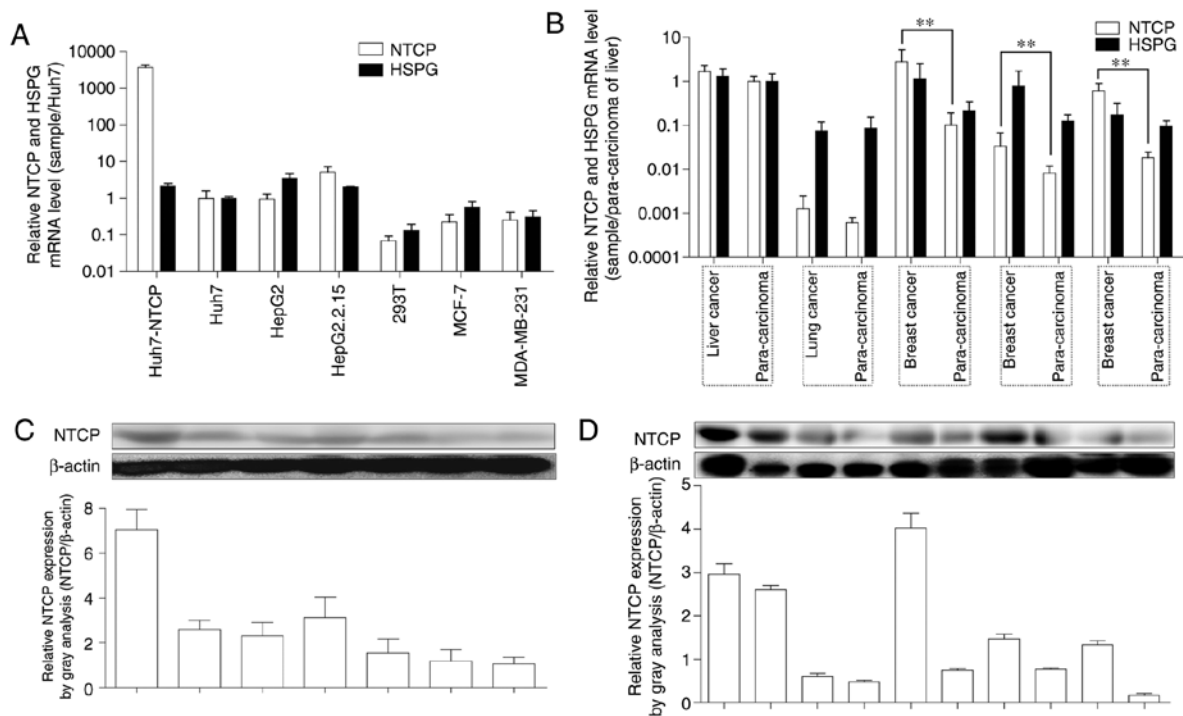 A
Relative NTCP and HSPG
mRNA level (sample/Huh7)
10000
1000
100
10
1
0.1
0.01
NTCP
HSPG
Huh7-NTCP
Huh7
HepG2
HepG2.2.15
293T
MCF-7
MDA-MB-231
B
Relative NTCP and HSPG mRNA level
(sample/para-carcinoma of liver)
10
1
0.1
0.01
0.001
0.0001
**
**
**
NTCP
HSPG
Liver cancer
Para-carcinoma
Lung cancer
Para-carcinoma
Breast cancer
Para-carcinoma
Breast cancer
Para-carcinoma
Breast cancer
Para-carcinoma
C
NTCP
β-actin
Relative NTCP expression
by gray analysis (NTCP/β-actin)
8
6
4
2
0
D
NTCP
β-actin
Relative NTCP expression
by gray analysis (NTCP/β-actin)
5
4
3
2
1
0